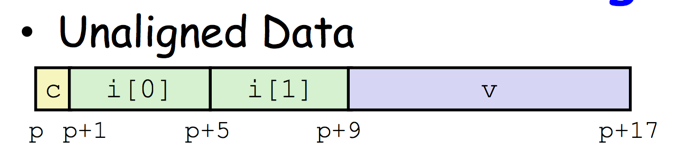 • Unaligned Data
c i[0] i[1] v
p p+1 p+5 p+9 p+17